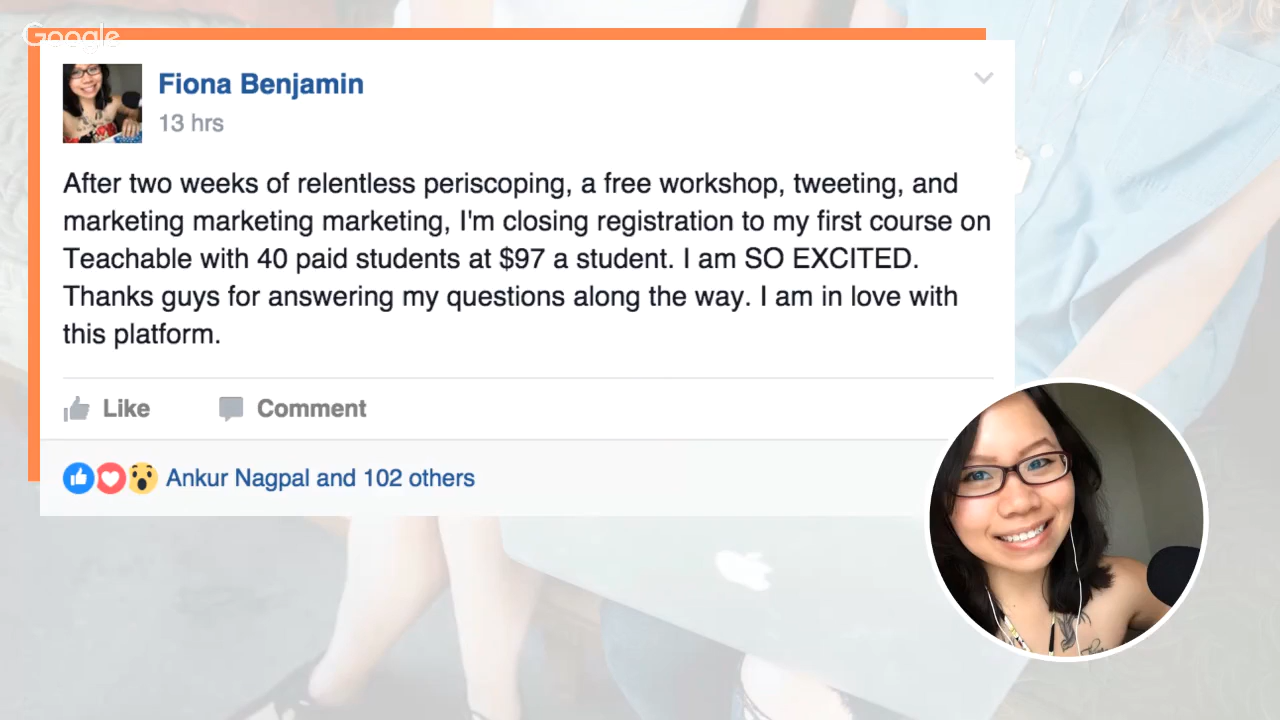 Google
Fiona Benjamin
13 hrs
After two weeks of relentless periscoping, a free workshop, tweeting, and
marketing marketing marketing, I'm closing registration to my first course on
Teachable with 40 paid students at $97 a student. I am SO EXCITED.
Thanks guys for answering my questions along the way. I am in love with
this platform.
Like Comment
Ankur Nagpal and 102 others